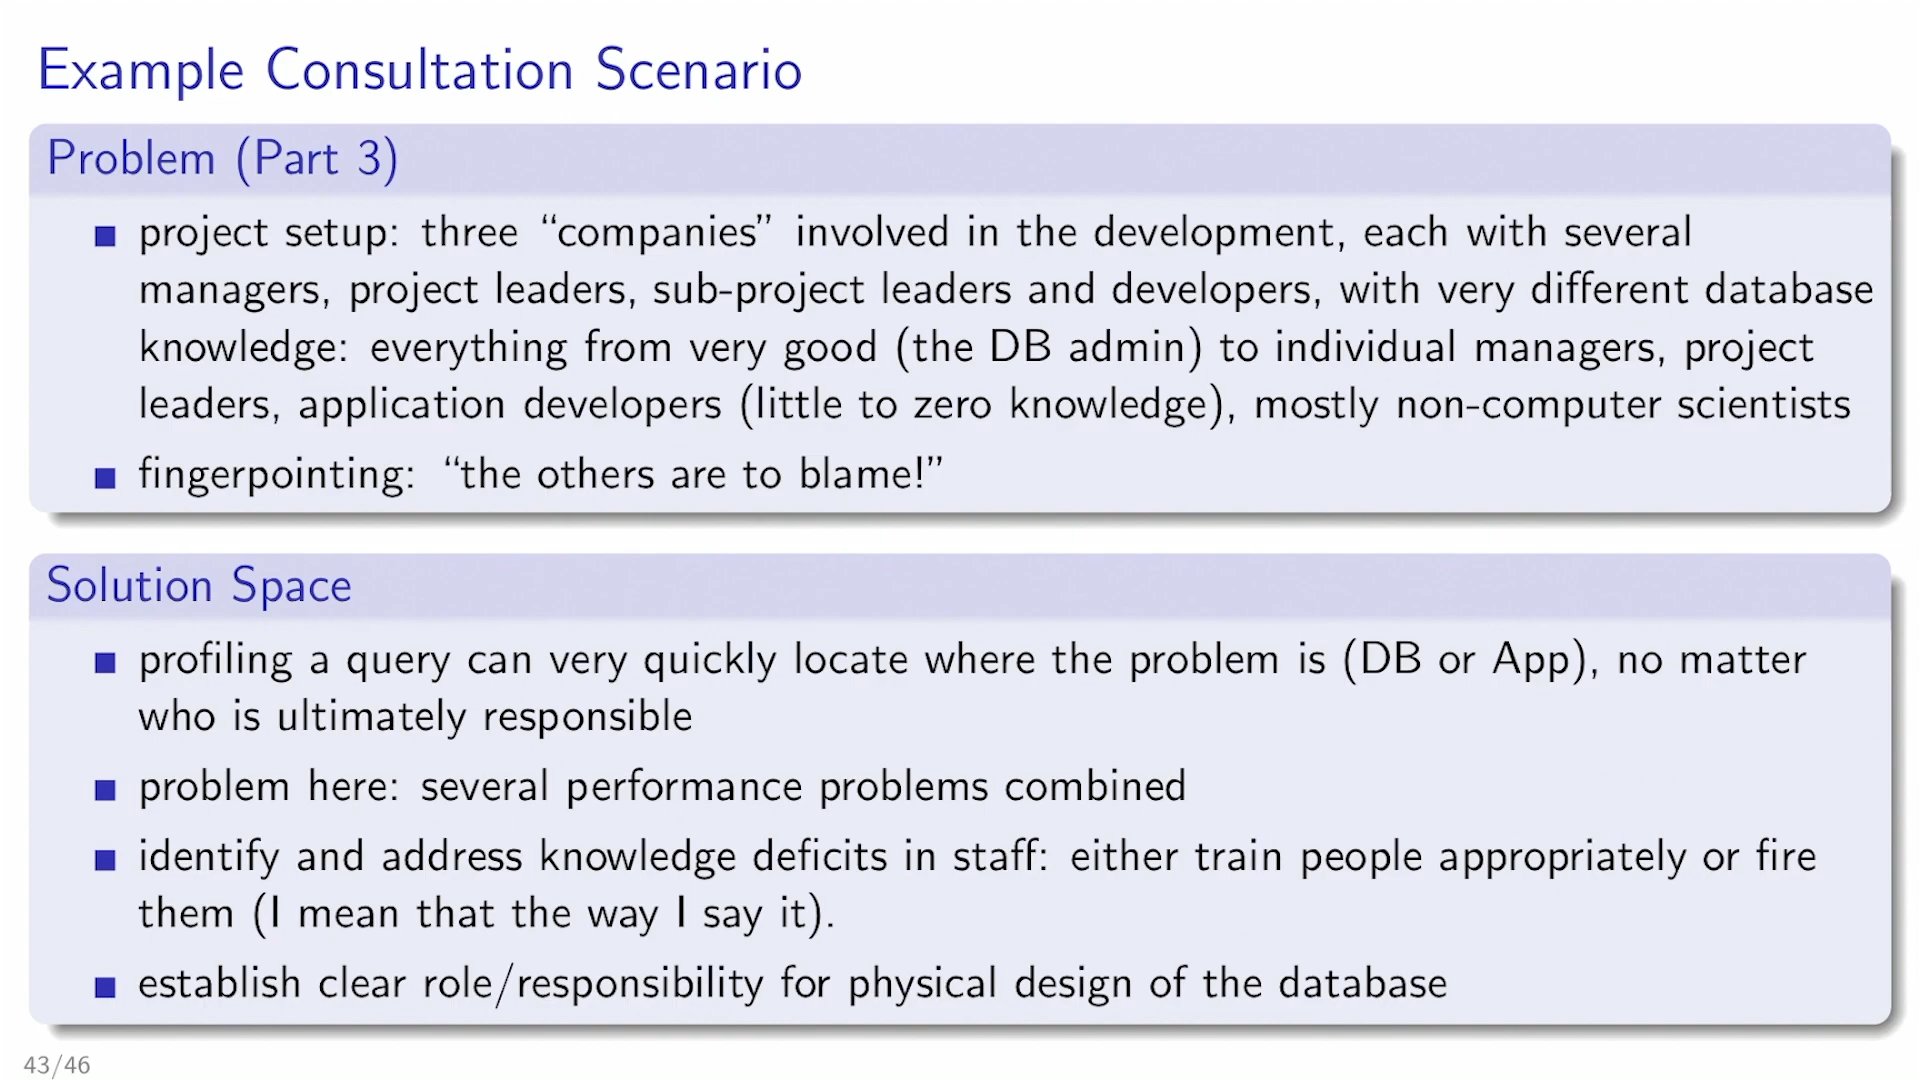 Example Consultation Scenario
Problem (Part 3)
project setup: three “companies” involved in the development, each with several
managers, project leaders, sub-project leaders and developers, with very different database
knowledge: everything from very good (the DB admin) to individual managers, project
leaders, application developers (little to zero knowledge), mostly non-computer scientists
fingerpointing: “the others are to blame!”
Solution Space
profiling a query can very quickly locate where the problem is (DB or App), no matter
who is ultimately responsible
problem here: several performance problems combined
identify and address knowledge deficits in staff: either train people appropriately or fire
them (I mean that the way I say it).
establish clear role/responsibility for physical design of the database
43/46